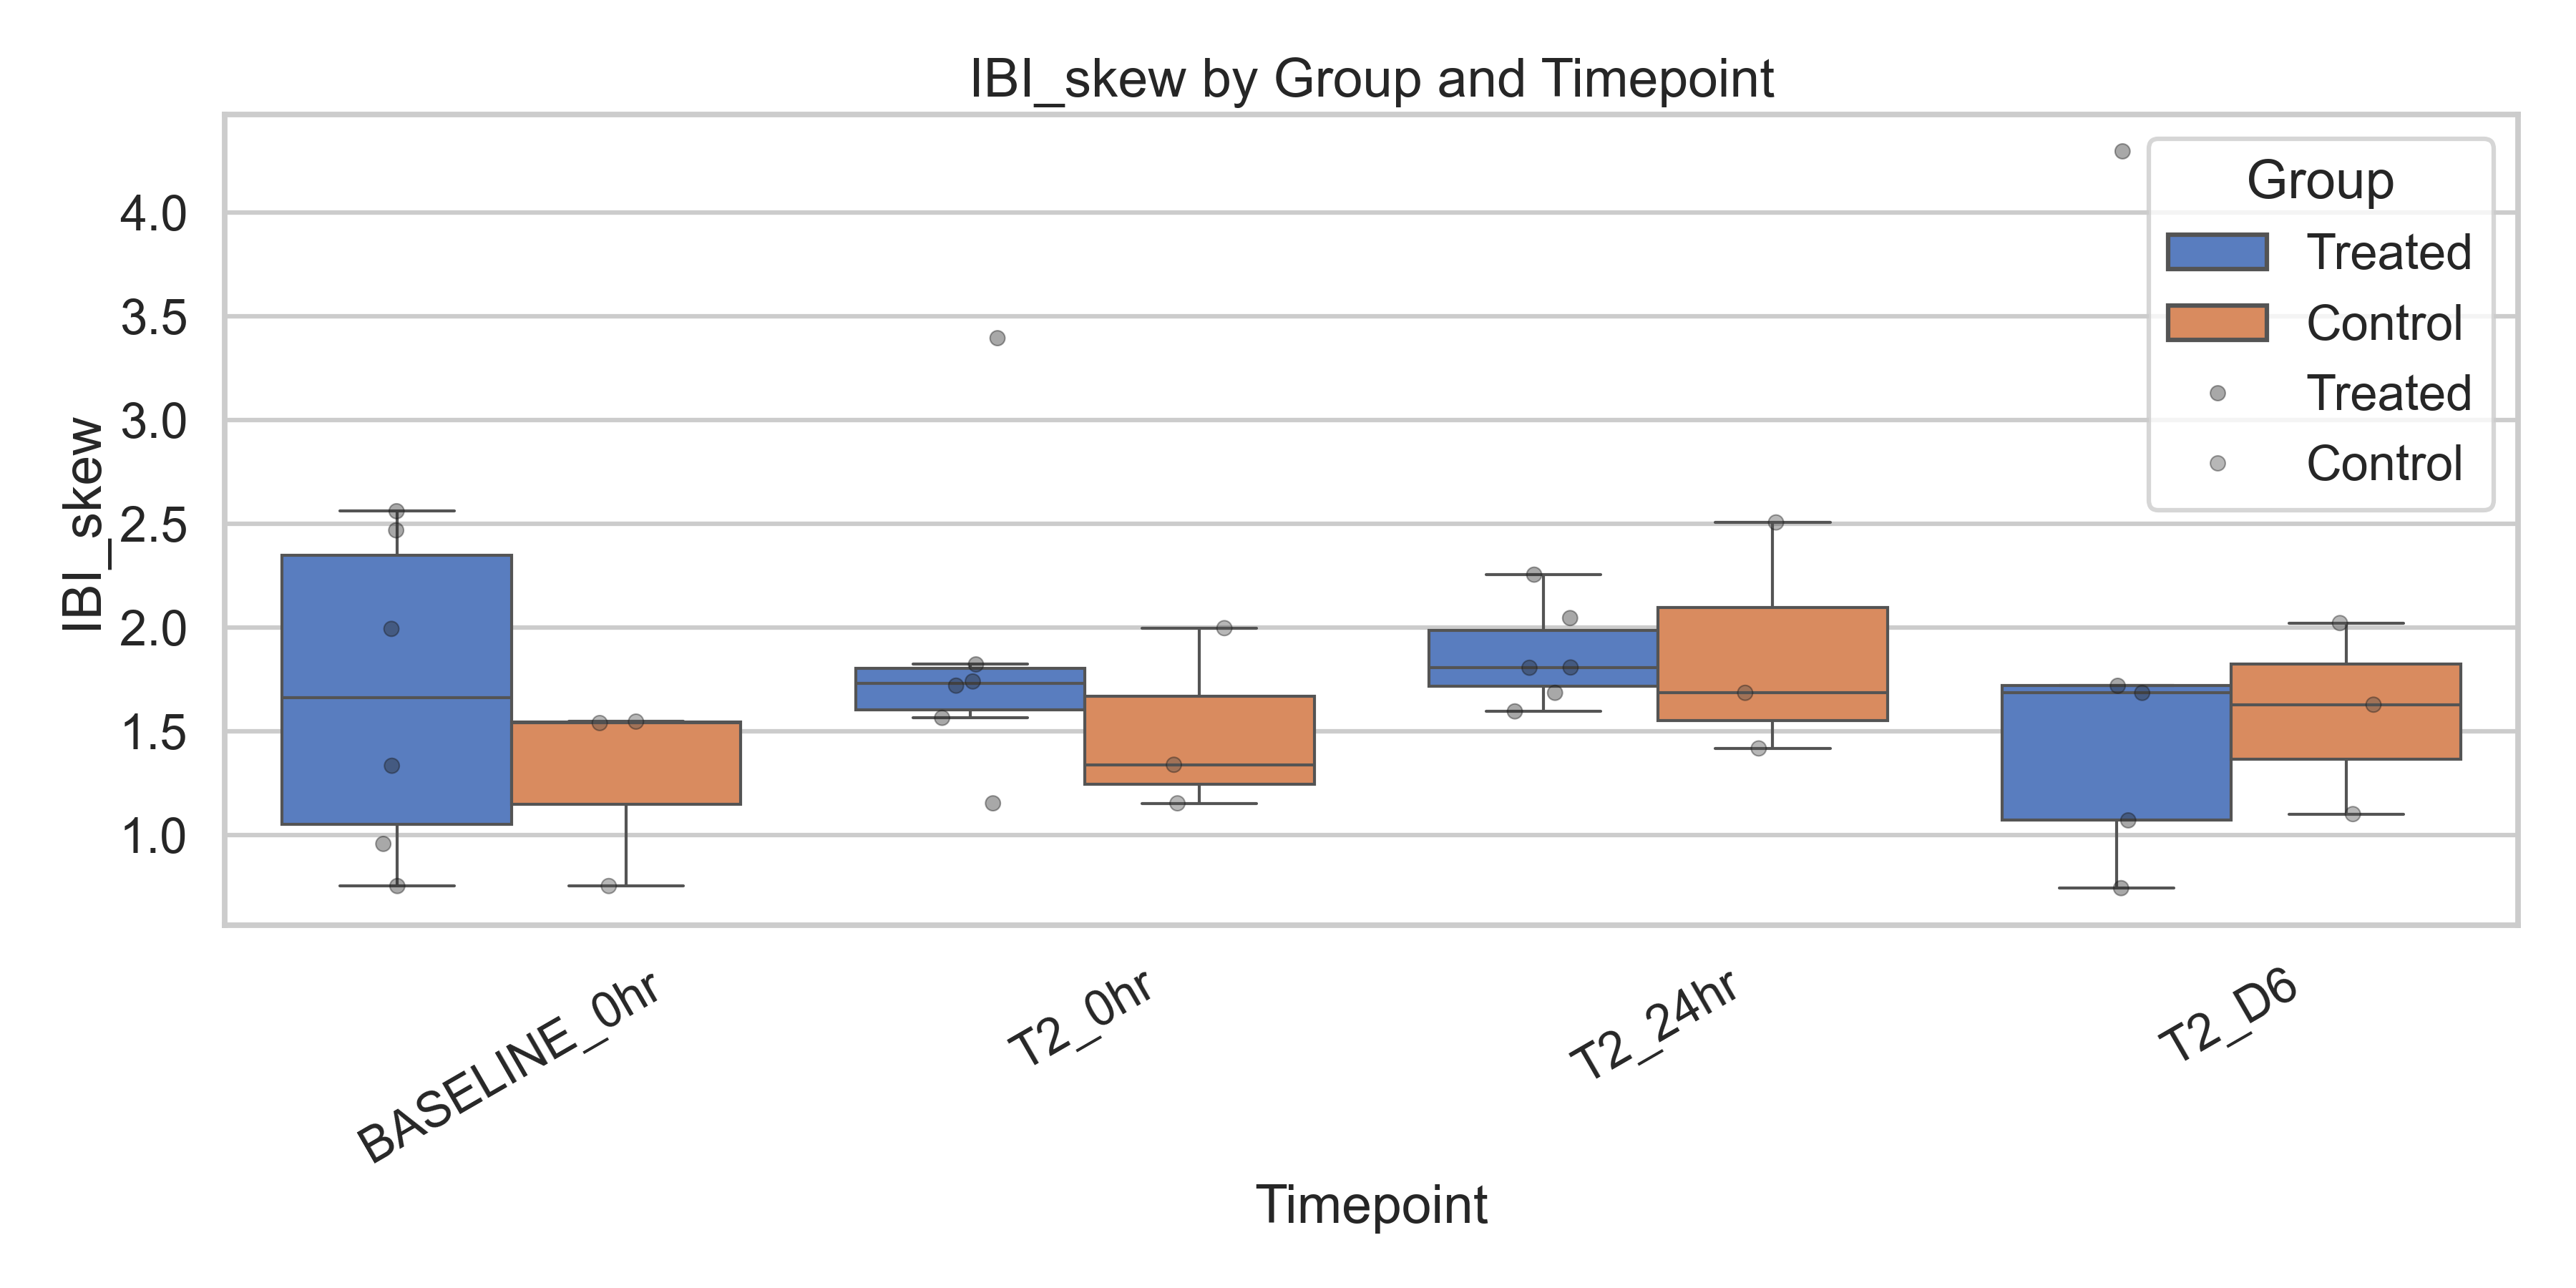 IBI_skew by Group and Timepoint
IBI_skew
4.0
3.5
3.0
2.5
2.0
1.5
1.0
Group
Treated
Control
Treated
Control
BASELINE_0hr
T2_0hr
T2_24hr
T2_D6
Timepoint